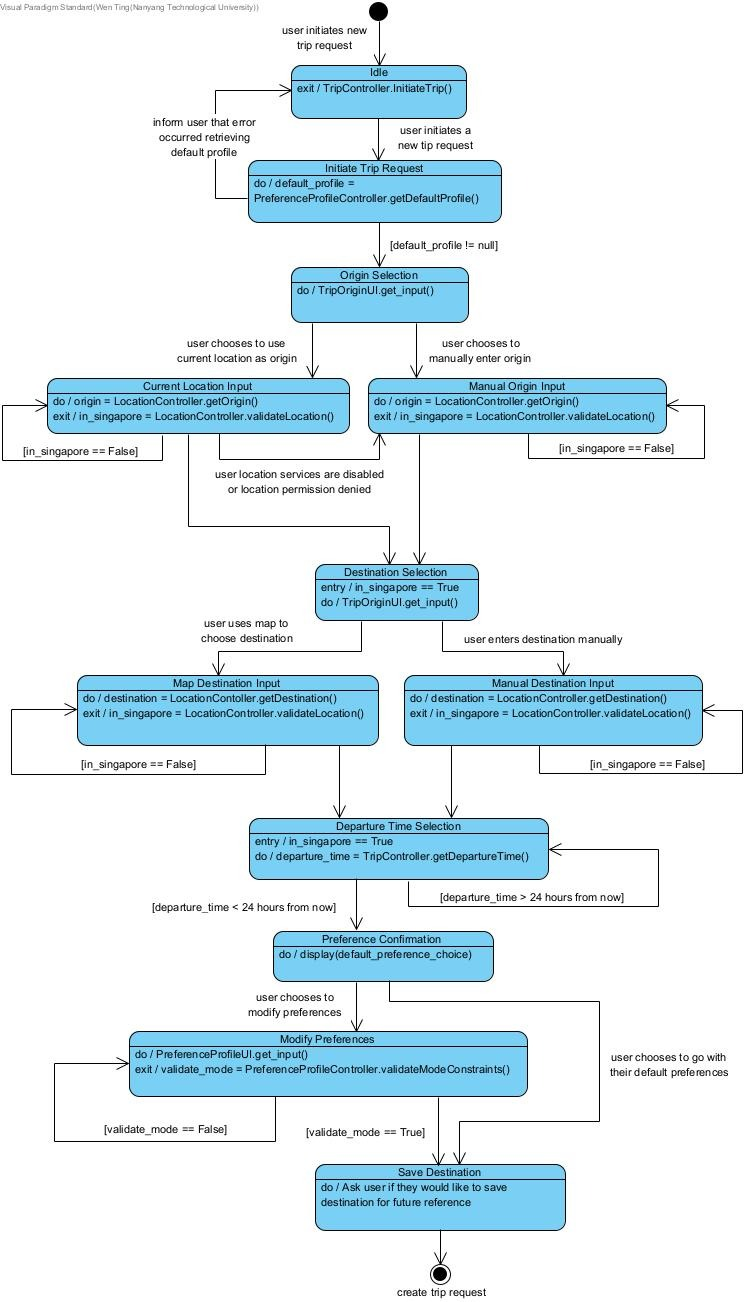 Visual Paradigm Standard(Wen Ting(Nanyang Technological University))
user initiates new
trip request
Idle
exit / TripController.InitiateTrip()
inform user that error
occurred retrieving
default profile
user initiates a
new tip request
Initiate Trip Request
do / default_profile =
PreferenceProfileController.getDefaultProfile()
[default_profile != null]
Origin Selection
do / TripOriginUI.get_input()
user chooses to use
current location as origin
user chooses to
manually enter origin
Current Location Input
do / origin = LocationController.getOrigin()
exit / in_singapore = LocationController.validateLocation()
Manual Origin Input
do / origin = LocationController.getOrigin()
exit / in_singapore = LocationController.validateLocation()
[in_singapore == False]
[in_singapore == False]
user location services are disabled
or location permission denied
Destination Selection
entry / in_singapore == True
do / TripOriginUI.get_input()
user uses map to
choose destination
user enters destination manually
Map Destination Input
do / destination = LocationContoller.getDestination()
exit / in_singapore = LocationController.validateLocation()
Manual Destination Input
do / destination = LocationController.getDestination()
exit / in_singapore = LocationController.validateLocation()
[in_singapore == False]
[in_singapore == False]
Departure Time Selection
entry / in_singapore == True
do / departure_time = TripController.getDepartureTime()
[departure_time < 24 hours from now]
[departure_time > 24 hours from now]
Preference Confirmation
do / display(default_preference_choice)
user chooses to
modify preferences
user chooses to go with
their default preferences
Modify Preferences
do / PreferenceProfileUI.get_input()
exit / validate_mode = PreferenceProfileController.validateModeConstraints()
[validate_mode == False]
[validate_mode == True]
Save Destination
do / Ask user if they would like to save
destination for future reference
create trip request